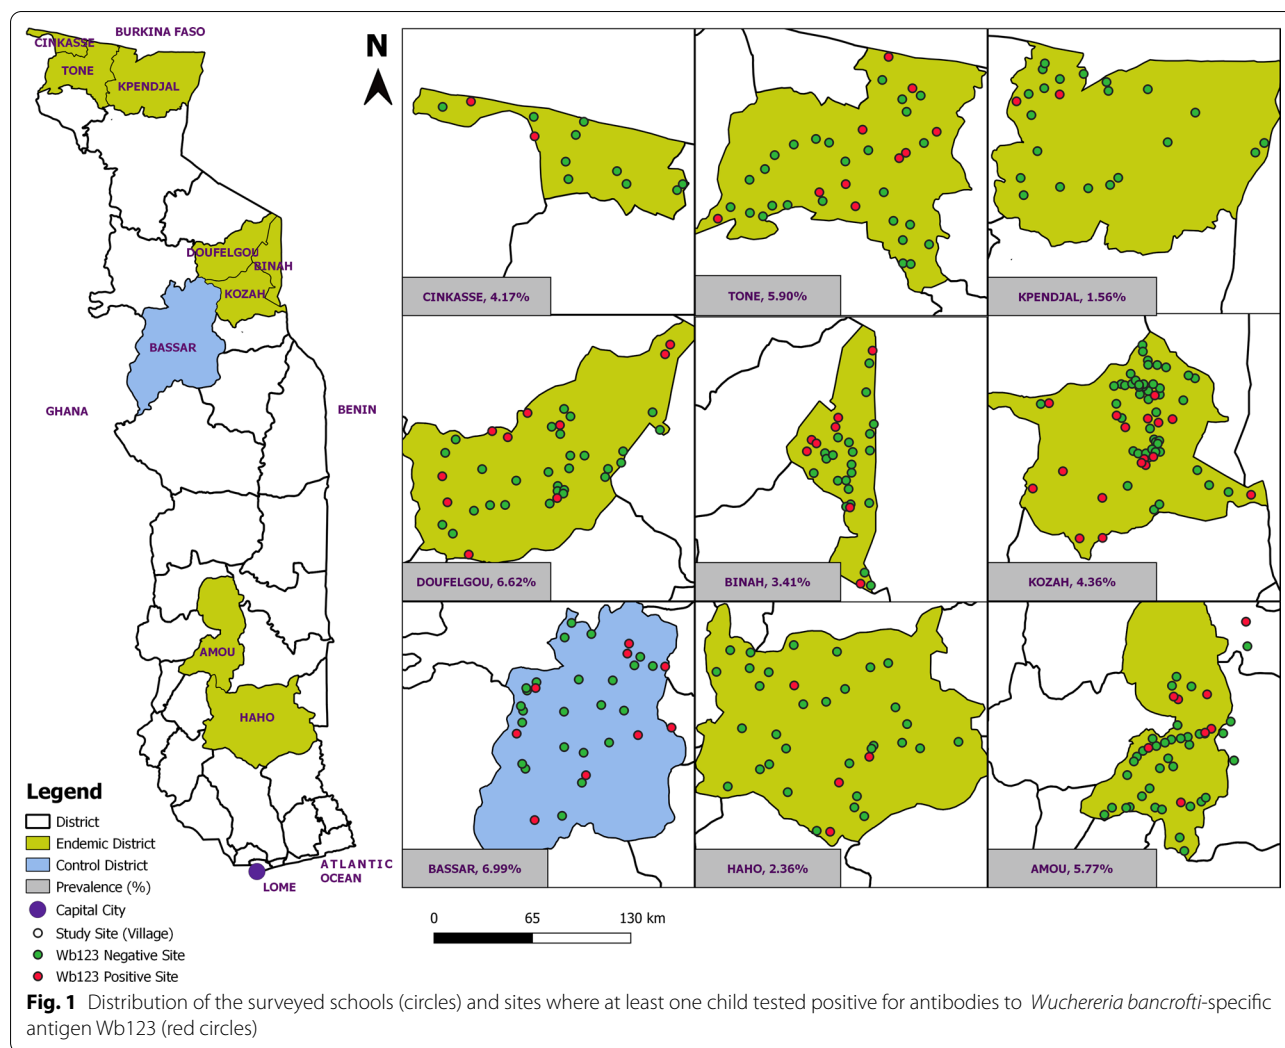 BURKINA FASO
CINKASSE
TONE
KPENDJAL
DOUFELGOU
BINAH
KOZAH
BASSAR
GHANA
BENIN
AMOU
HAHO
ATLANTIC
OCEAN
LOME
Legend
District
Endemic District
Control District
Prevalence (%)
Capital City
Study Site (Village)
Wb123 Negative Site
Wb123 Positive Site
N
CINKASSE, 4.17%
TONE, 5.90%
KPENDJAL, 1.56%
DOUFELGOU, 6.62%
BINAH, 3.41%
KOZAH, 4.36%
BASSAR, 6.99%
HAHO, 2.36%
AMOU, 5.77%
0 65 130 km
Fig. 1 Distribution of the surveyed schools (circles) and sites where at least one child tested positive for antibodies to Wuchereria bancrofti-specific
antigen Wb123 (red circles)